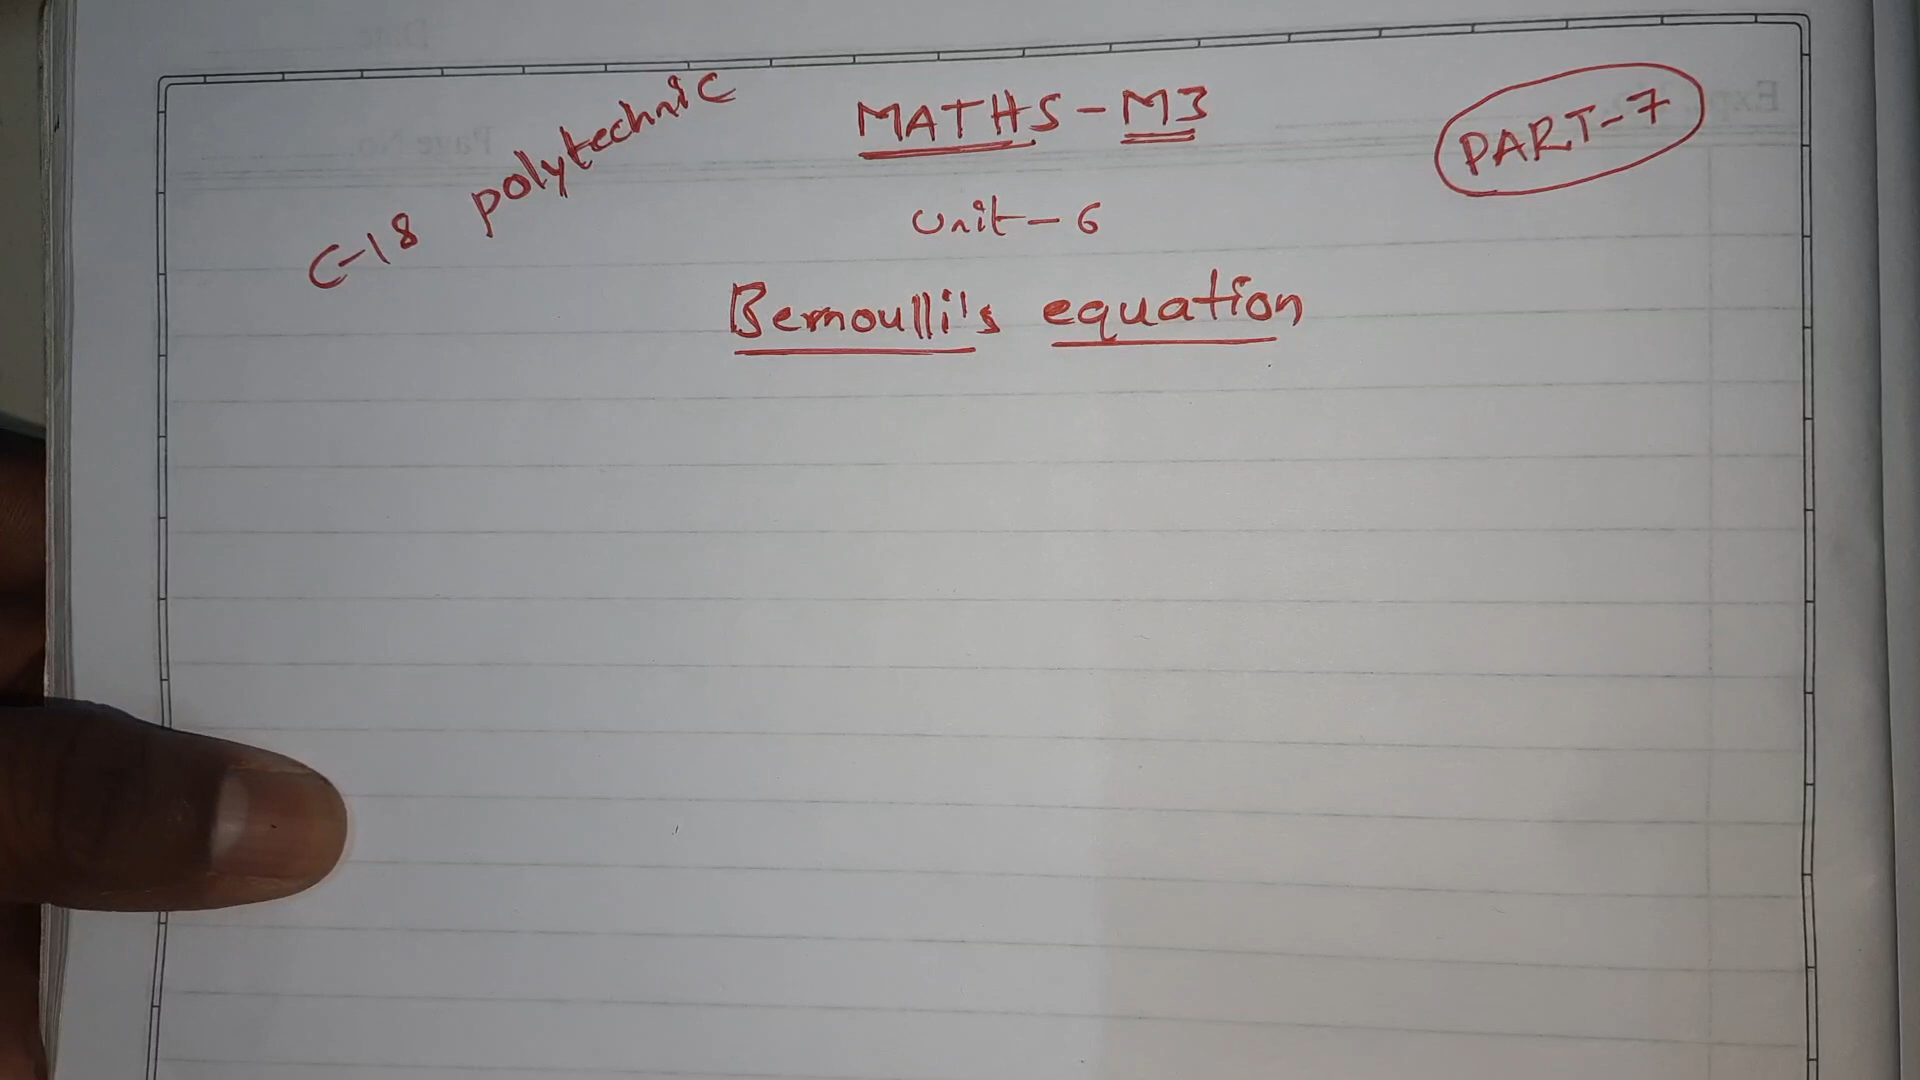 MATHS - M3
PART-7
C-18 polytechnic
Unit - 6
Bernoulli's equation